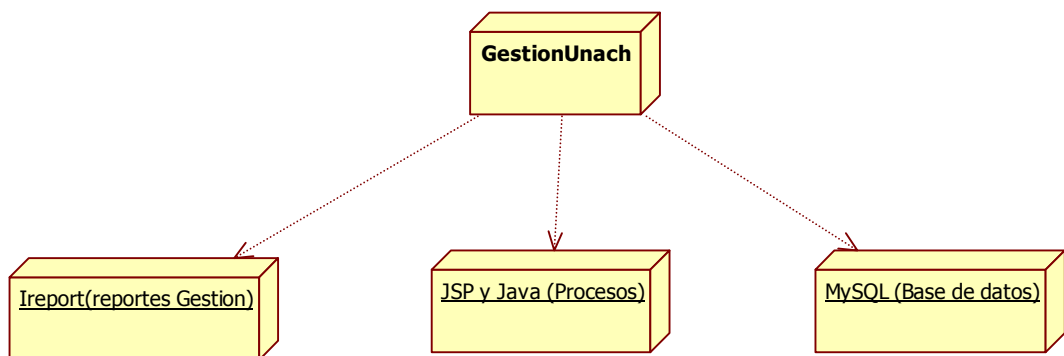 GestionUnach
Ireport(reportes Gestion)
JSP y Java (Procesos)
MySQL (Base de datos)